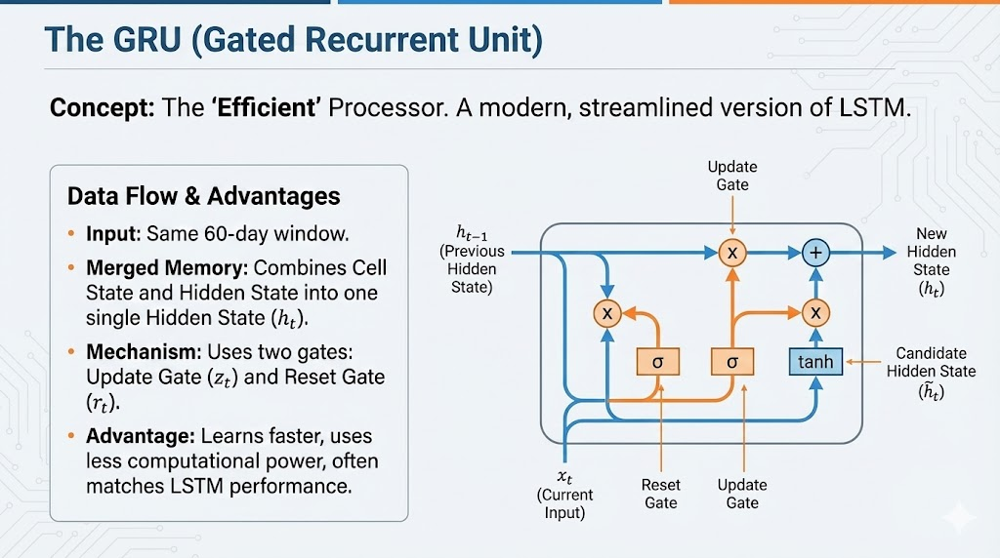 The GRU (Gated Recurrent Unit)
Concept: The ‘Efficient’ Processor. A modern, streamlined version of LSTM.
Data Flow & Advantages
• Input: Same 60-day window.
• Merged Memory: Combines Cell
State and Hidden State into one
single Hidden State (hₜ).
• Mechanism: Uses two gates:
Update Gate (zₜ) and Reset Gate
(rₜ).
• Advantage: Learns faster, uses
less computational power, often
matches LSTM performance.
Update
Gate
hₜ₋₁
(Previous
Hidden
State)
x
+
New
Hidden
State
(hₜ)
x
x
σ
σ
tanh
Candidate
Hidden State
(h̃ₜ)
xₜ
(Current
Input)
Reset
Gate
Update
Gate